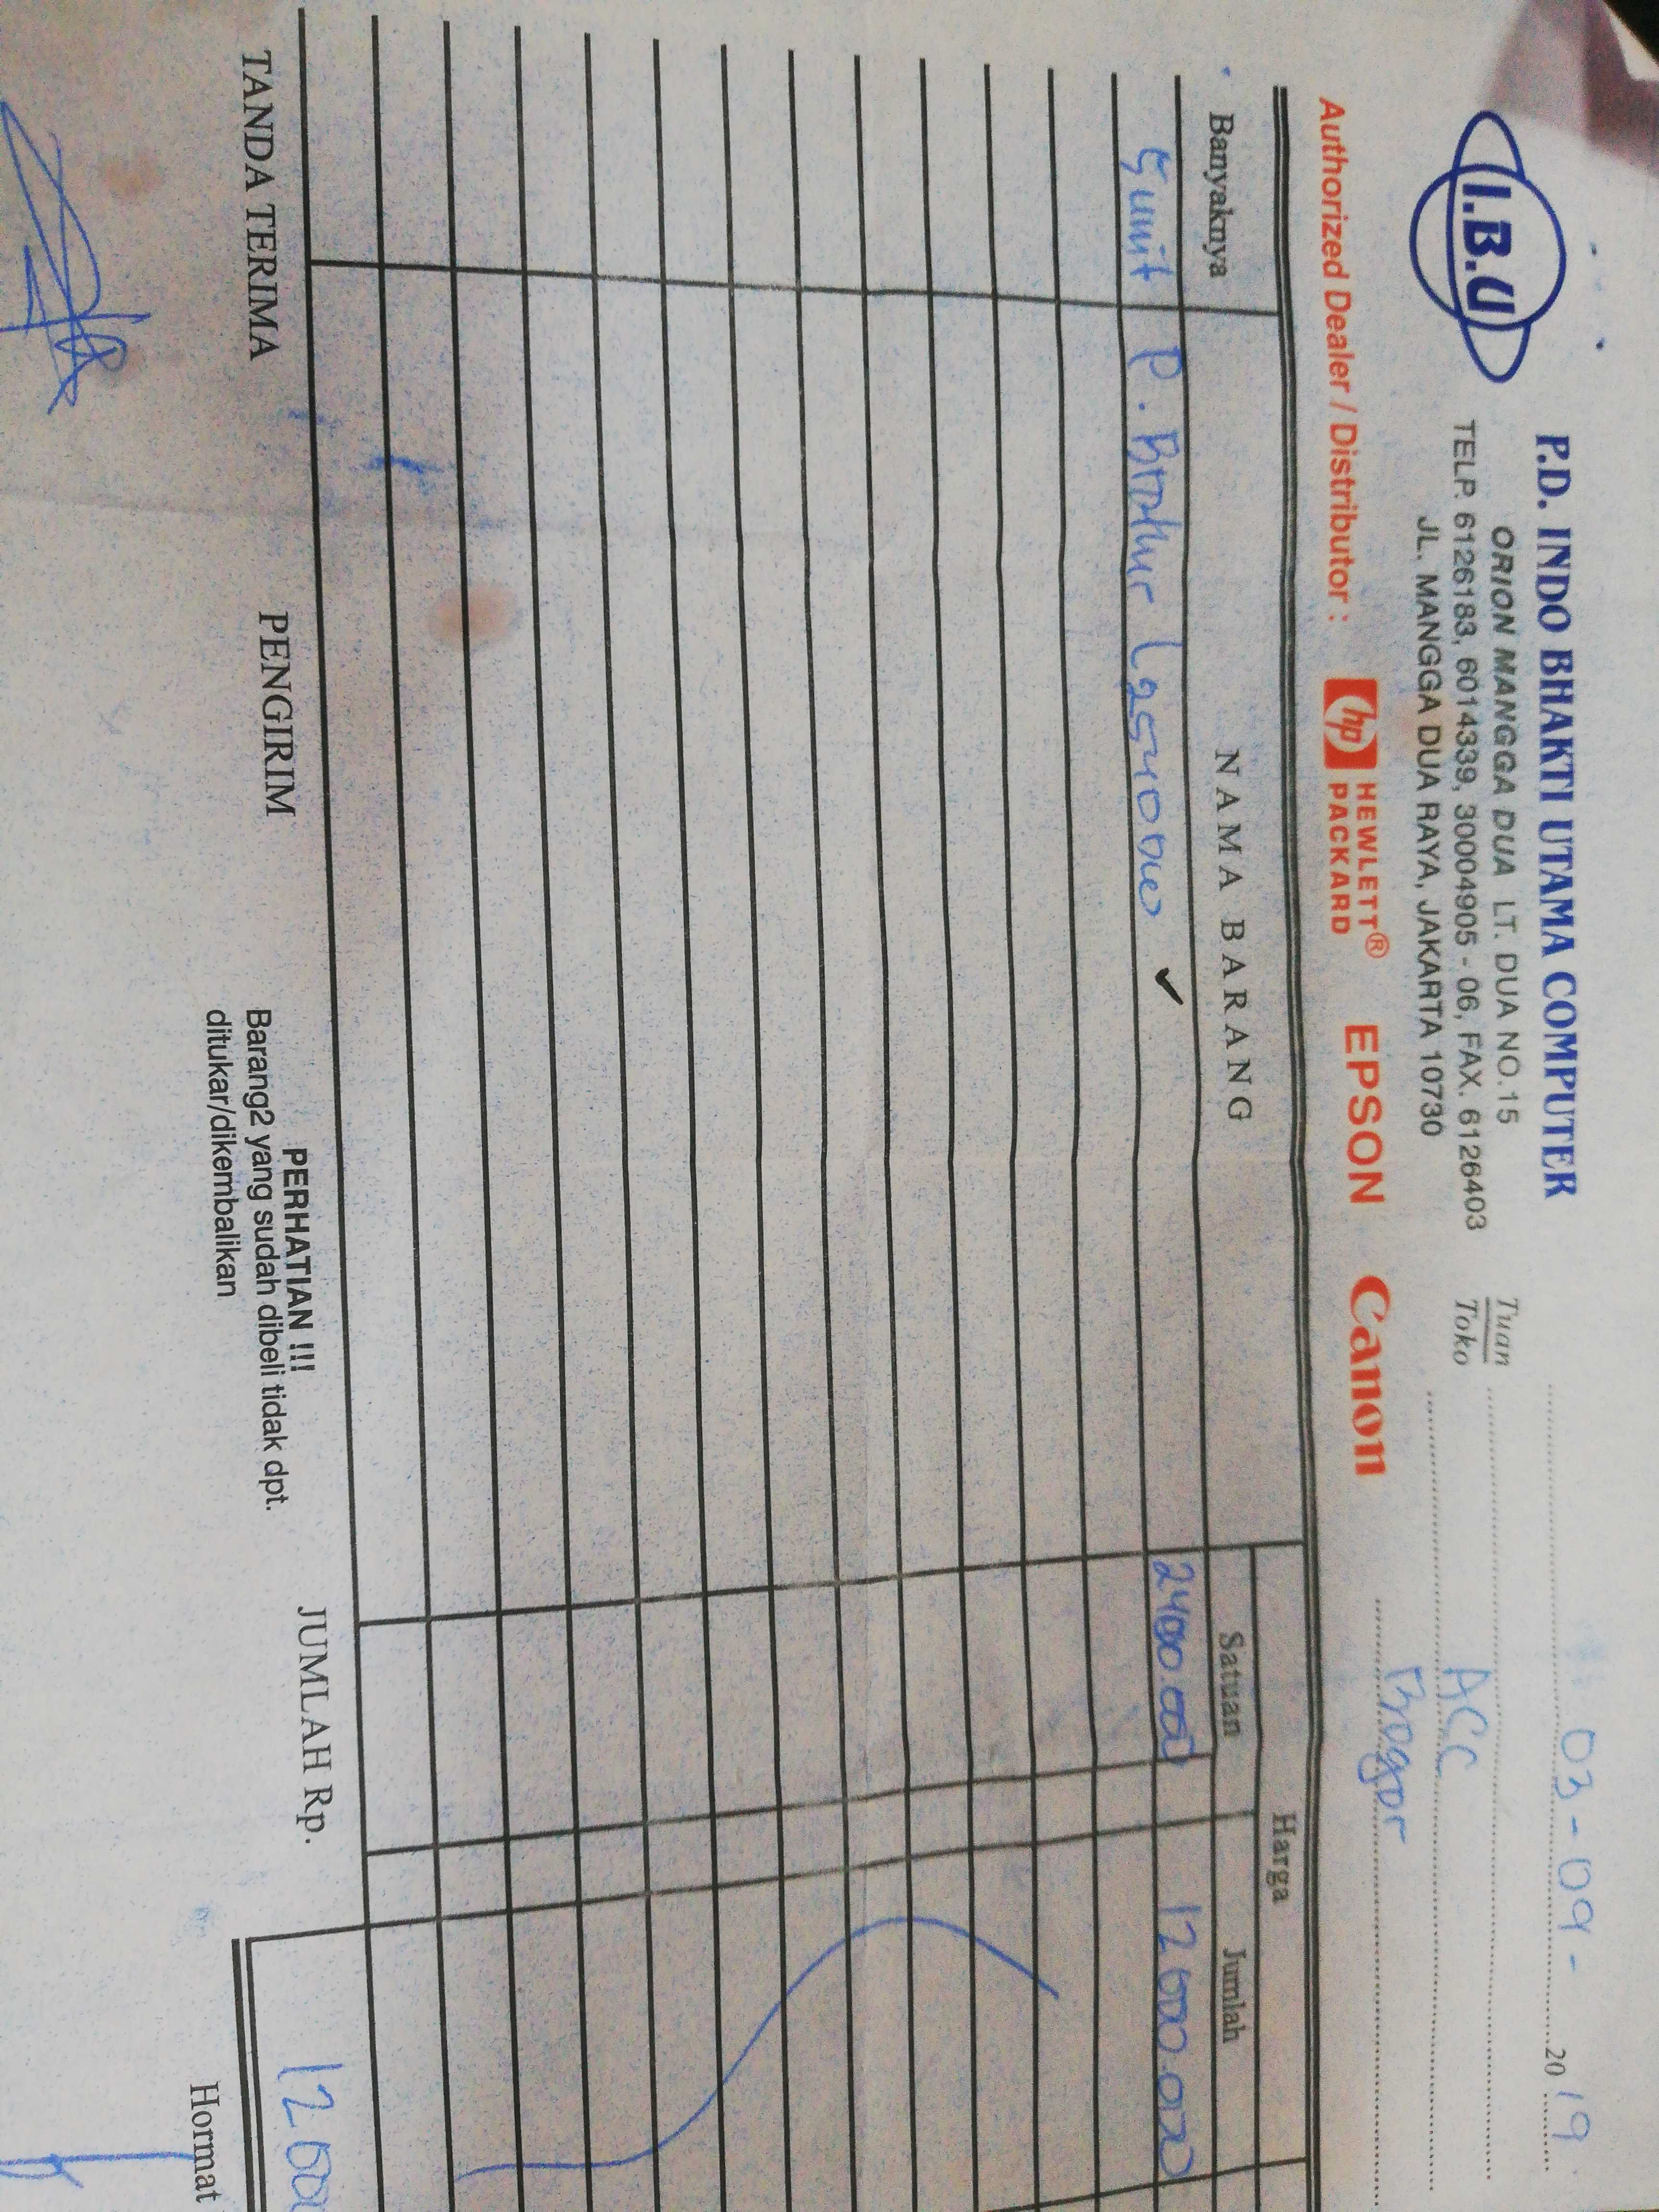 I.B.U
P.D. INDO BHAKTI UTAMA COMPUTER
ORION MANGGA DUA LT. DUA NO.15
TELP. 6126183, 6014339, 30004905 - 06, FAX. 6126403
JL. MANGGA DUA RAYA, JAKARTA 10730
03 - 09 - 2019
Tuan
Toko
ACC
Bogor
Authorized Dealer / Distributor : hp HEWLETT® PACKARD EPSON Canon
Banyaknya NAMA BARANG Harga
Satuan Jumlah
5 unit P. Brother L2540DW 2400.000 12000.000
TANDA TERIMA PENGIRIM
PERHATIAN !!!
Barang2 yang sudah dibeli tidak dpt.
ditukar/dikembalikan
JUMLAH Rp.
Hormat